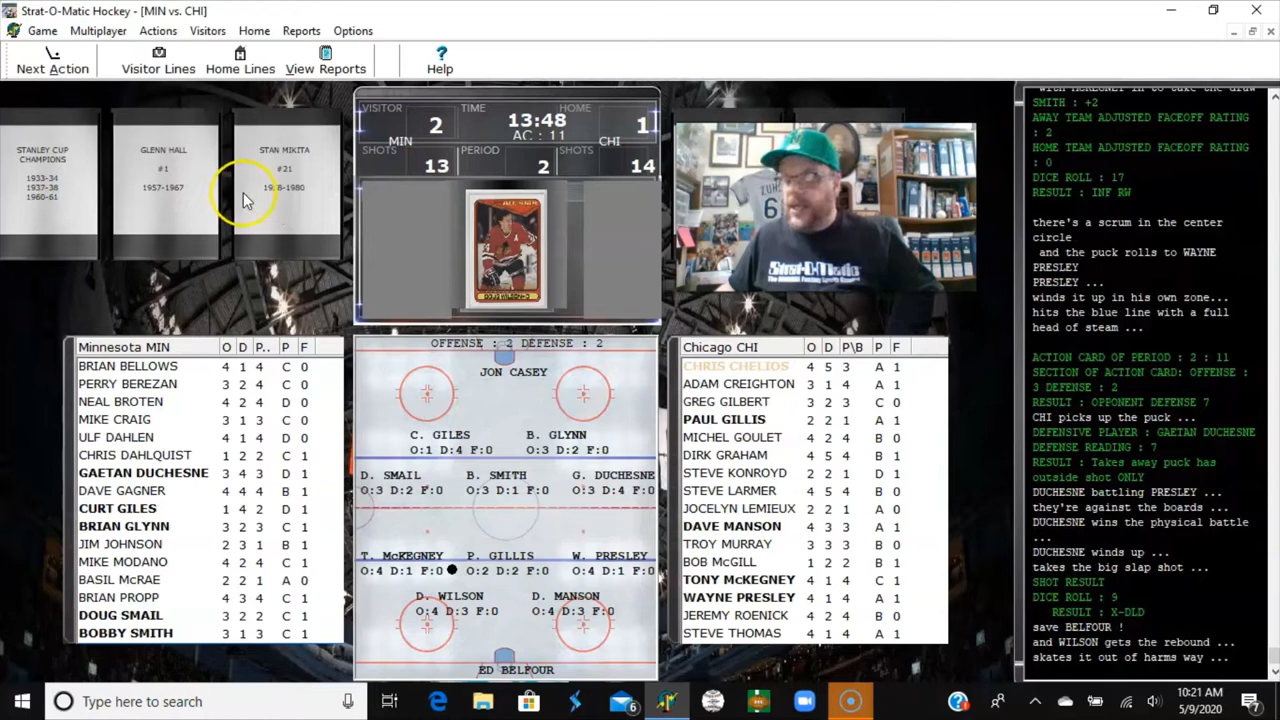 Strat-O-Matic Hockey - [MIN vs. CHI]
Game Multiplayer Actions Visitors Home Reports Options
Next Action Visitor Lines Home Lines View Reports Help
STANLEY CUP
CHAMPIONS
1933-34
1937-38
1960-61
GLENN HALL
#1
1957-1967
STAN MIKITA
#21
VISITOR TIME HOME
MIN 2 13:48 CHI 1
AC : 11
SHOTS PERIOD SHOTS
13 2 14
DOUG WILSON-D
Strat-O-Matic
Minnesota MIN O D P.. P F
BRIAN BELLOWS 4 1 4 C 0
PERRY BEREZAN 3 2 4 C 0
NEAL BROTEN 4 2 4 D 0
MIKE CRAIG 3 1 3 C 0
ULF DAHLEN 4 1 4 D 0
CHRIS DAHLQUIST 1 2 2 C 1
GAETAN DUCHESNE 3 4 3 D 1
DAVE GAGNER 4 4 4 B 1
CURT GILES 1 4 2 D 1
BRIAN GLYNN 3 2 3 C 1
JIM JOHNSON 2 3 1 B 1
MIKE MODANO 4 2 4 C 0
BASIL McRAE 2 2 1 A 0
BRIAN PROPP 4 3 4 C 1
DOUG SMAIL 3 2 2 C 1
BOBBY SMITH 3 1 3 C 1
OFFENSE : 2 DEFENSE : 2
JON CASEY
C. GILES B. GLYNN
O:1 D:4 F:0 O:3 D:2 F:0
D. SMAIL B. SMITH G. DUCHESNE
O:3 D:2 F:0 O:3 D:1 F:0 O:3 D:4 F:0
T. McKEGNEY P. GILLIS W. PRESLEY
O:4 D:1 F:0 O:2 D:2 F:0 O:4 D:1 F:0
D. WILSON D. MANSON
O:4 D:3 F:0 O:4 D:3 F:0
ED BELFOUR
Chicago CHI O D P\B P F
CHRIS CHELIOS 4 5 3 A 1
ADAM CREIGHTON 3 1 4 A 1
GREG GILBERT 2 2 3 C 0
PAUL GILLIS 2 2 1 A 1
MICHEL GOULET 4 2 4 B 0
DIRK GRAHAM 4 5 4 B 0
STEVE KONROYD 2 2 1 D 1
STEVE LARMER 4 5 4 B 0
JOCELYN LEMIEUX 2 2 1 A 0
DAVE MANSON 4 3 3 A 1
TROY MURRAY 3 3 3 B 0
BOB McGILL 1 2 2 B 1
TONY McKEGNEY 4 1 4 C 1
WAYNE PRESLEY 4 1 4 A 1
JEREMY ROENICK 4 2 4 B 0
STEVE THOMAS 4 1 4 A 1
with McKEGNEY in to take the draw
SMITH : +2
AWAY TEAM ADJUSTED FACEOFF RATING
: 2
HOME TEAM ADJUSTED FACEOFF RATING
: 0
DICE ROLL : 17
RESULT : INF RW
there's a scrum in the center
circle
and the puck rolls to WAYNE
PRESLEY
PRESLEY ...
winds it up in his own zone...
hits the blue line with a full
head of steam ...
ACTION CARD OF PERIOD : 2 : 11
SECTION OF ACTION CARD: OFFENSE :
3 DEFENSE : 2
RESULT : OPPONENT DEFENSE 7
CHI picks up the puck ...
DEFENSIVE PLAYER : GAETAN DUCHESNE
DEFENSE READING : 7
RESULT : Takes away puck has
outside shot ONLY
DUCHESNE battling PRESLEY ...
they're against the boards ...
DUCHESNE wins the physical battle
...
DUCHESNE winds up ...
takes the big slap shot ...
SHOT RESULT
DICE ROLL : 9
RESULT : X-DLD
save BELFOUR !
and WILSON gets the rebound ...
skates it out of harms way ...
Type here to search
6
10:21 AM
5/9/2020
7